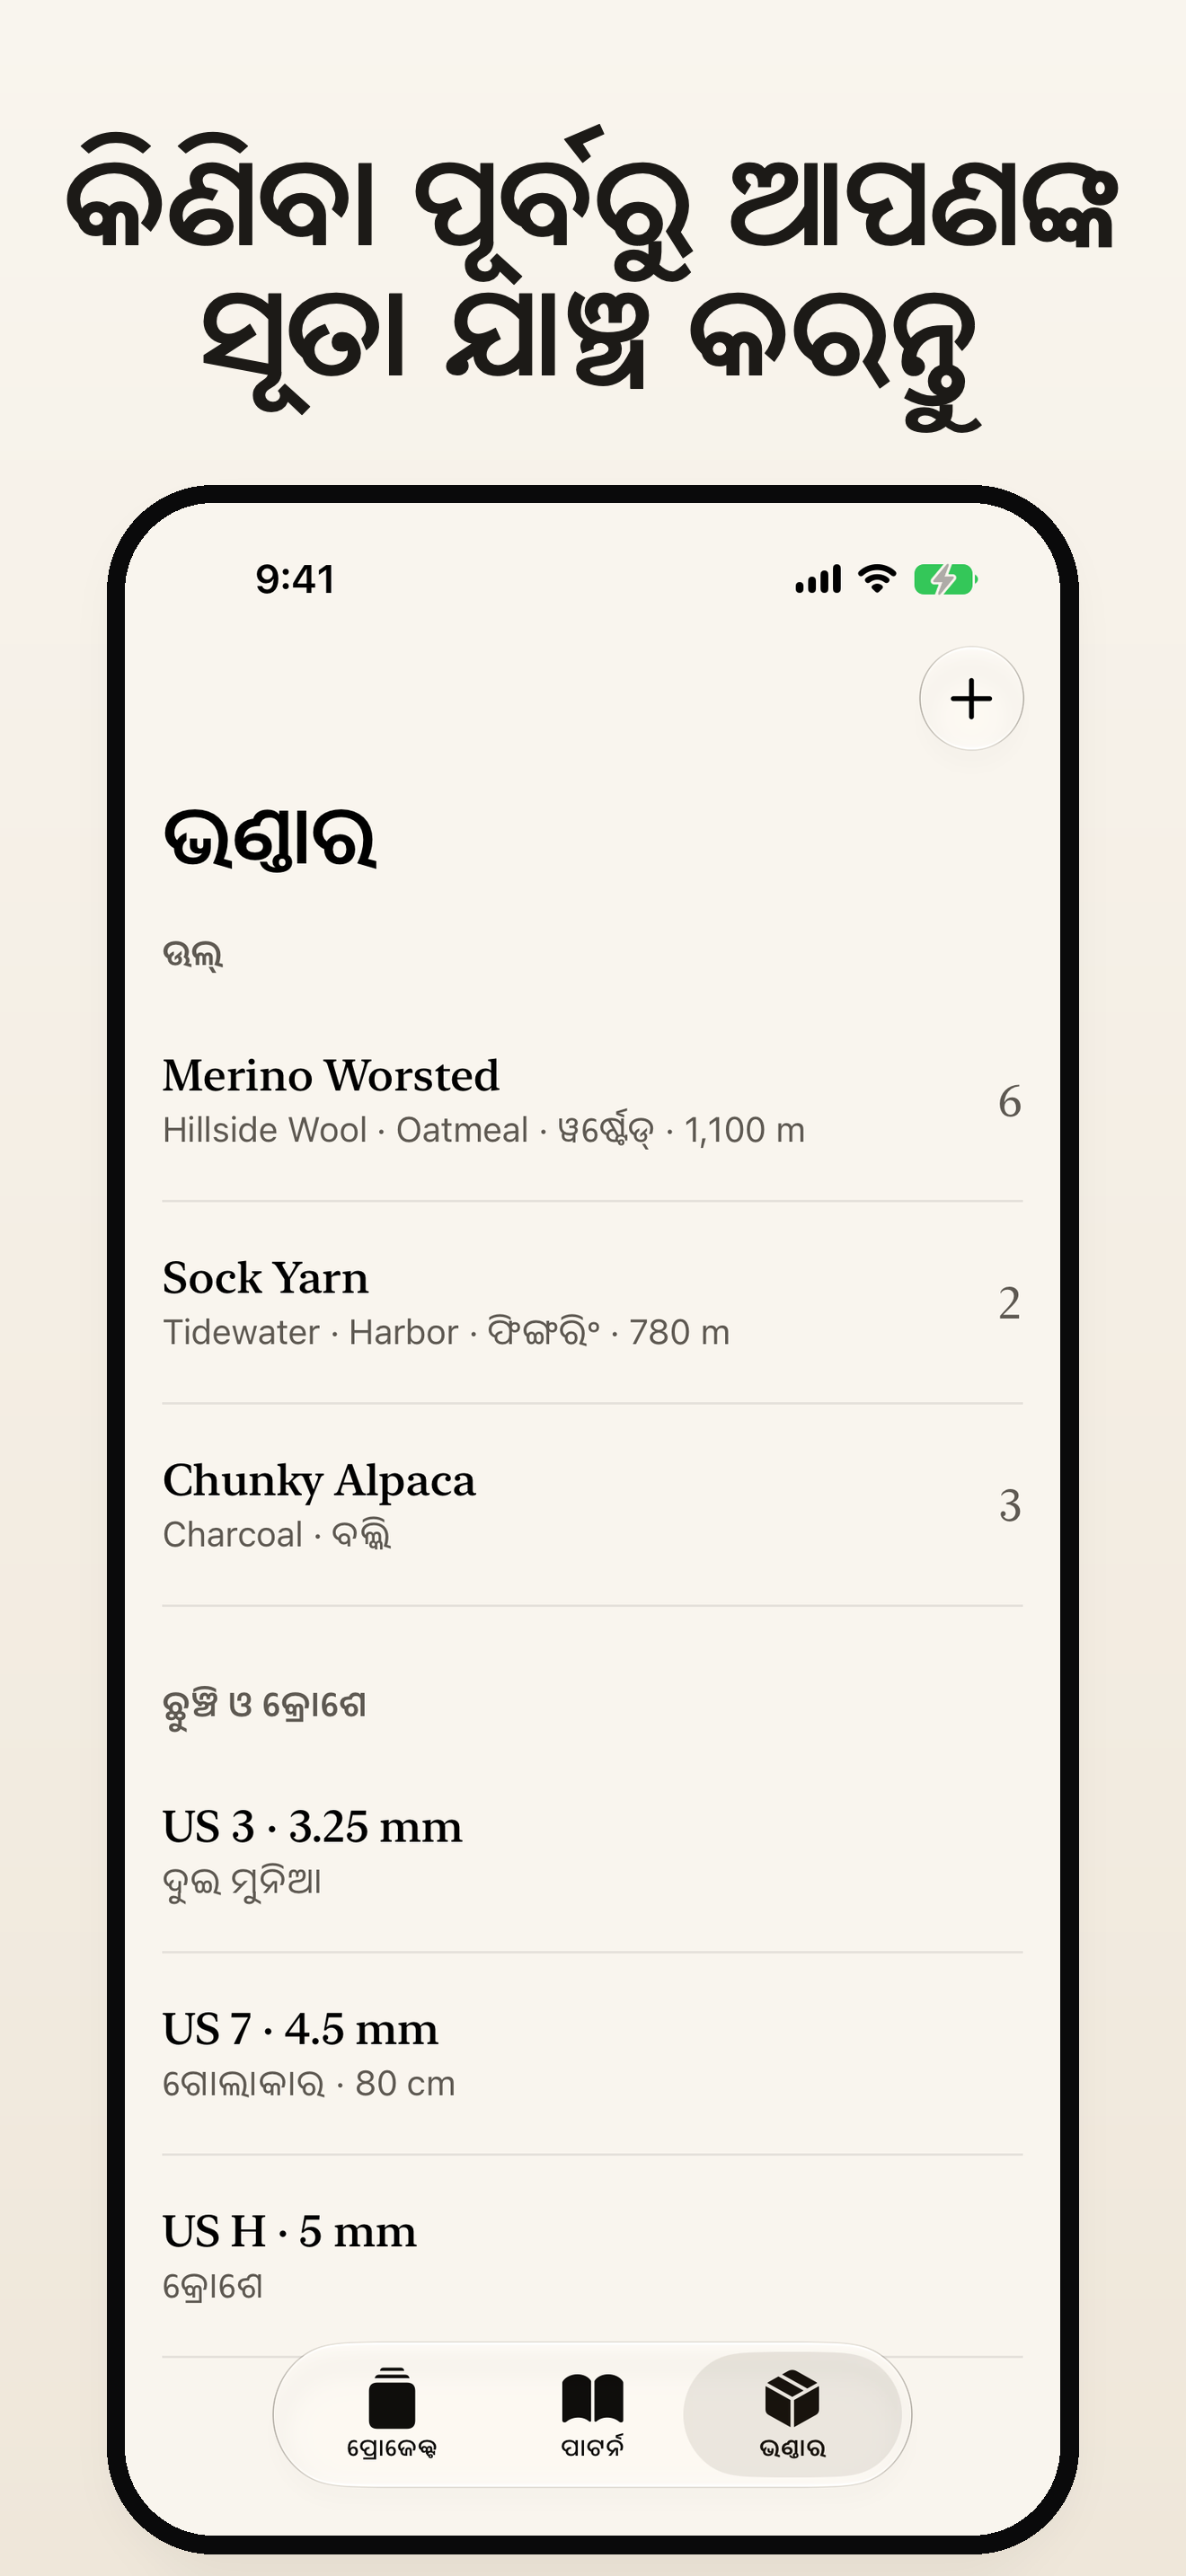 କିଣିବା ପୂର୍ବରୁ ଆପଣଙ୍କ
ସୂତା ଯାଞ୍ଚ କରନ୍ତୁ
9:41
ଭଣ୍ଡାର
ଊଲ୍
Merino Worsted
Hillside Wool · Oatmeal · ୱର୍ଷ୍ଟେଡ୍ · 1,100 m
6
Sock Yarn
Tidewater · Harbor · ଫିଙ୍ଗରିଂ · 780 m
2
Chunky Alpaca
Charcoal · ବଲ୍କି
3
ଛୁଞ୍ଚି ଓ କ୍ରୋଶେ
US 3 · 3.25 mm
ଦୁଇ ମୁନିଆ
US 7 · 4.5 mm
ଗୋଲାକାର · 80 cm
US H · 5 mm
କ୍ରୋଶେ
ପ୍ରୋଜେକ୍ଟ
ପାଟର୍ନ
ଭଣ୍ଡାର